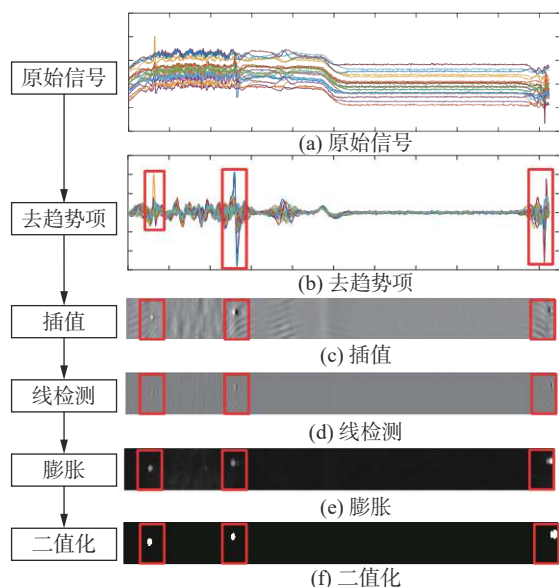 原始信号
(a) 原始信号
去趋势项
(b) 去趋势项
插值
(c) 插值
线检测
(d) 线检测
膨胀
(e) 膨胀
二值化
(f) 二值化